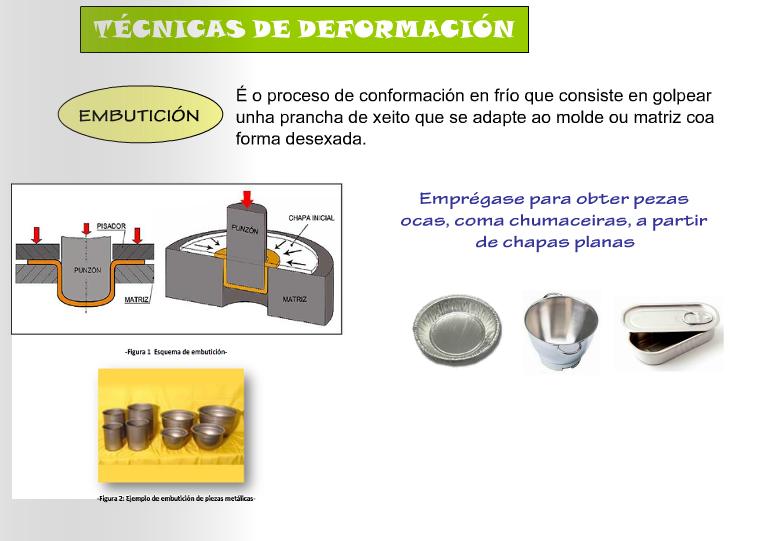 TÉCNICAS DE DEFORMACIÓN
EMBUTICIÓN
É o proceso de conformación en frío que consiste en golpear
unha prancha de xeito que se adapte ao molde ou matriz coa
forma desexada.
PISADOR
PUNZÓN
MATRIZ
PUNZÓN
CHAPA INICIAL
MATRIZ
-Figura 1 Esquema de embutición-
-Figura 2: Ejemplo de embutición de piezas metálicas-
Emprégase para obter pezas
ocas, coma chumaceiras, a partir
de chapas planas